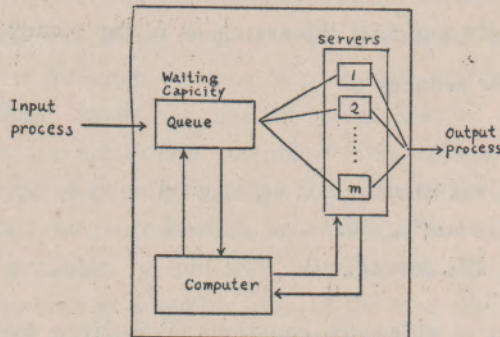 Servers
1
Waiting
Capicity
Input
process
Queue
2
Output
process
m
Computer